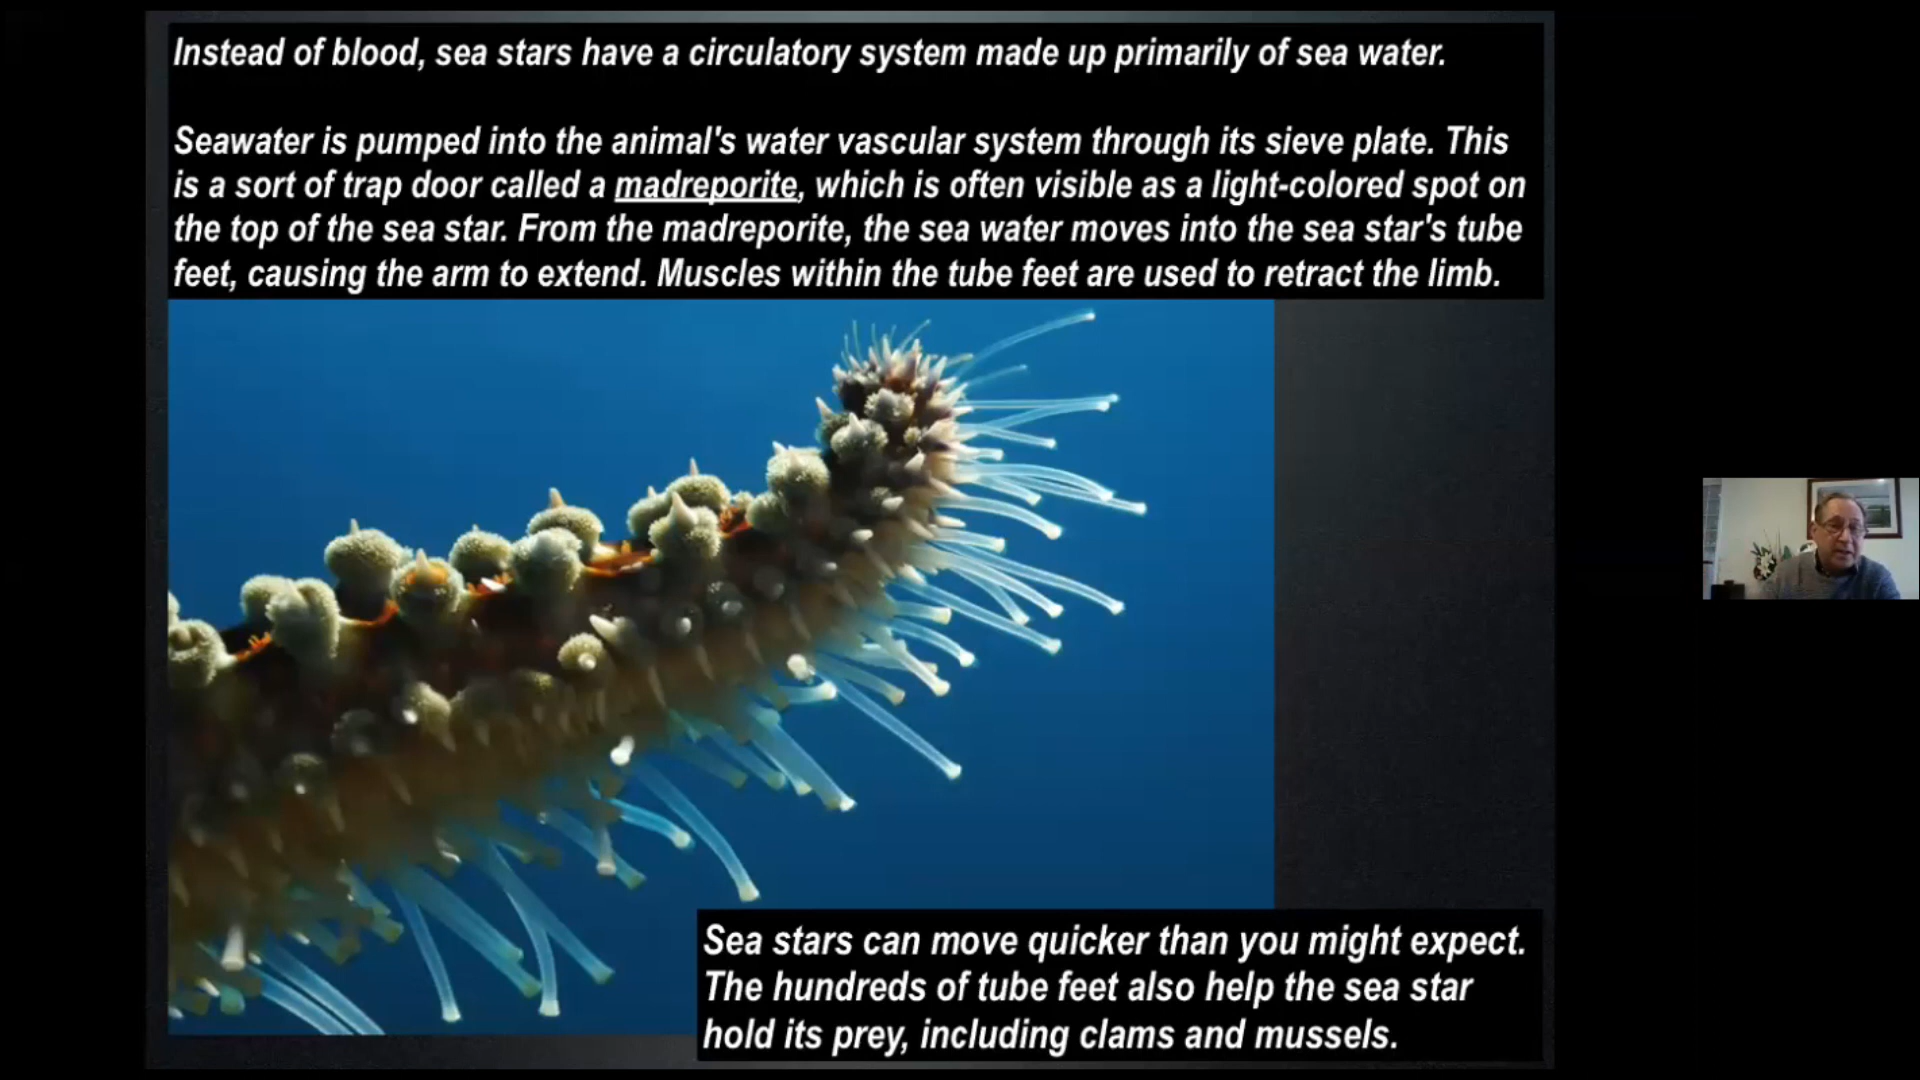 Instead of blood, sea stars have a circulatory system made up primarily of sea water.
Seawater is pumped into the animal's water vascular system through its sieve plate. This
is a sort of trap door called a madreporite, which is often visible as a light-colored spot on
the top of the sea star. From the madreporite, the sea water moves into the sea star's tube
feet, causing the arm to extend. Muscles within the tube feet are used to retract the limb.
Sea stars can move quicker than you might expect.
The hundreds of tube feet also help the sea star
hold its prey, including clams and mussels.